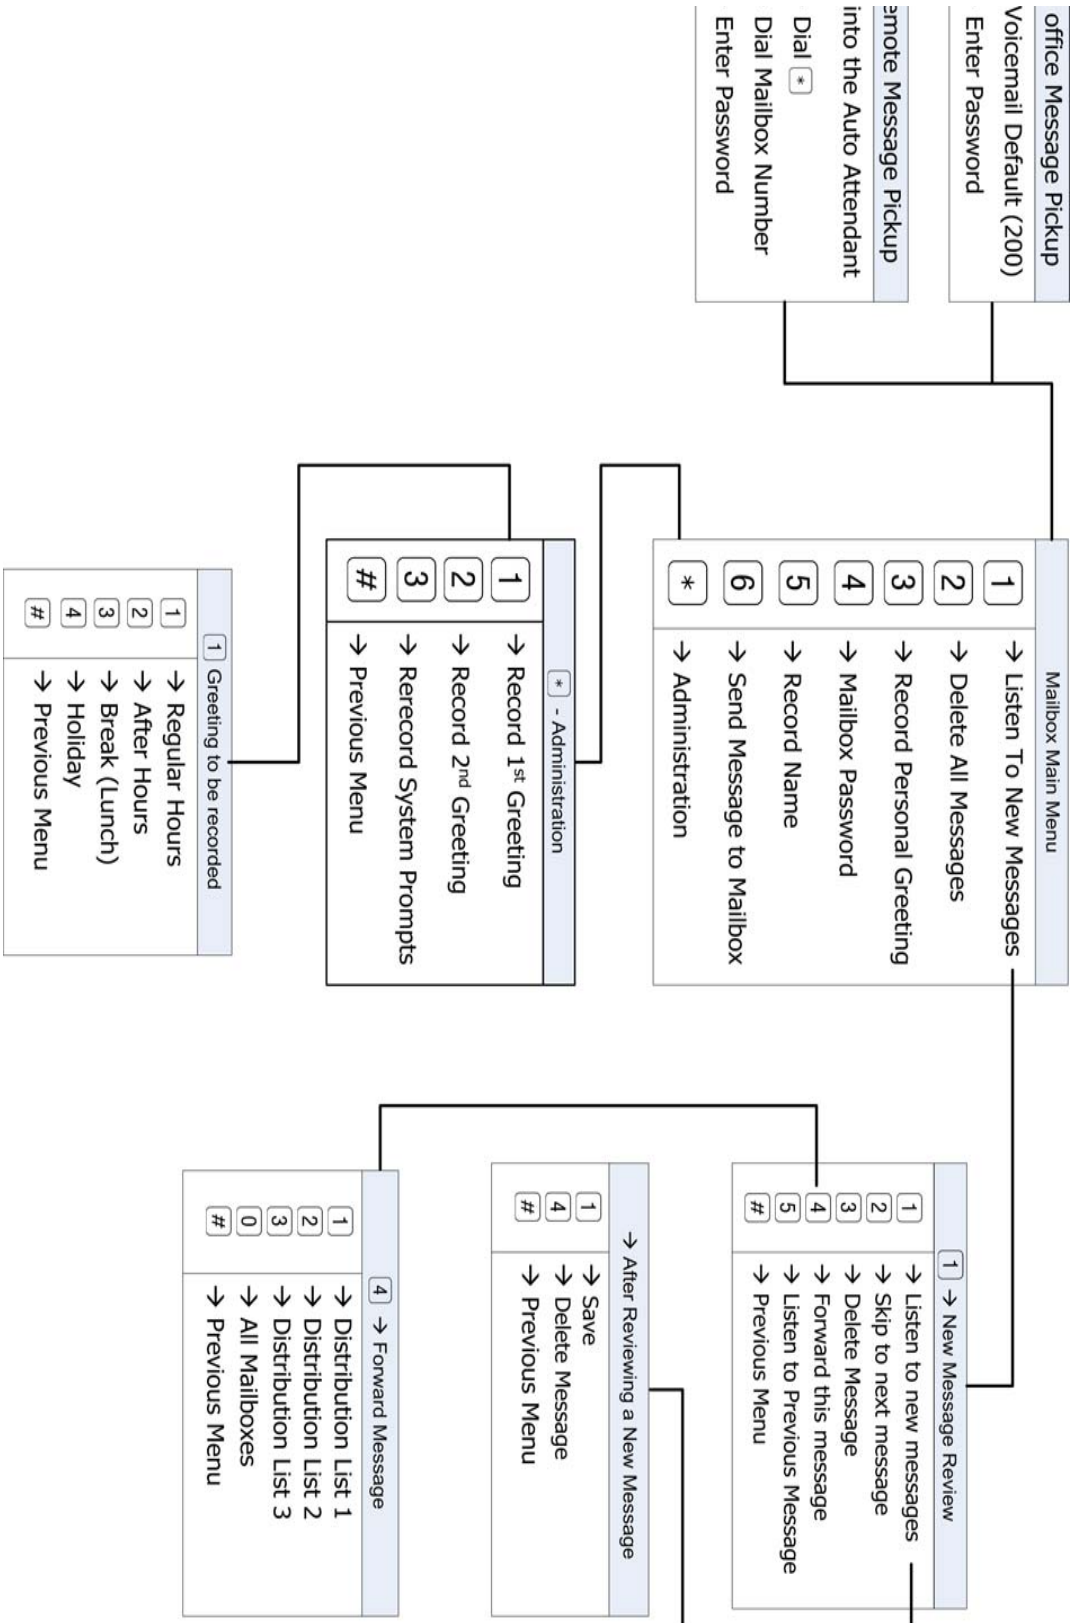 office Message Pickup
Voicemail Default (200)
Enter Password
emote Message Pickup
into the Auto Attendant
Dial *
Dial Mailbox Number
Enter Password
Mailbox Main Menu
1 → Listen To New Messages
2 → Delete All Messages
3 → Record Personal Greeting
4 → Mailbox Password
5 → Record Name
6 → Send Message to Mailbox
* → Administration
* - Administration
1 → Record 1st Greeting
2 → Record 2nd Greeting
3 → Rerecord System Prompts
# → Previous Menu
1 Greeting to be recorded
1 → Regular Hours
2 → After Hours
3 → Break (Lunch)
4 → Holiday
# → Previous Menu
1 → New Message Review
1 → Listen to new messages
2 → Skip to next message
3 → Delete Message
4 → Forward this message
5 → Listen to Previous Message
# → Previous Menu
→ After Reviewing a New Message
1 → Save
4 → Delete Message
# → Previous Menu
4 → Forward Message
1 → Distribution List 1
2 → Distribution List 2
3 → Distribution List 3
0 → All Mailboxes
# → Previous Menu